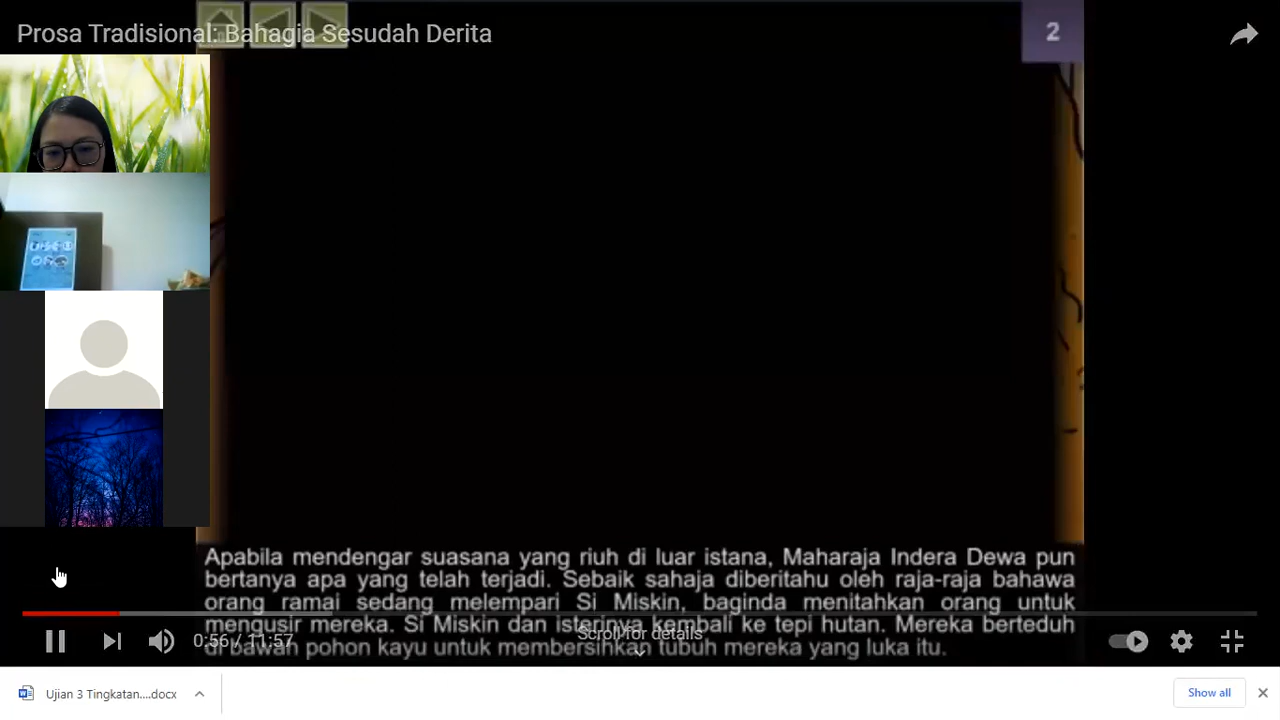 Prosa Tradisional: Bahagia Sesudah Derita
2
Apabila mendengar suasana yang riuh di luar istana, Maharaja Indera Dewa pun
bertanya apa yang telah terjadi. Sebaik sahaja diberitahu oleh raja-raja bahawa
orang ramai sedang melempari Si Miskin, baginda menitahkan orang untuk
mengusir mereka. Si Miskin dan isterinya kembali ke tepi hutan. Mereka berteduh
di bawah pohon kayu untuk membersihkan tubuh mereka yang luka itu.
Scroll for details
0:56 / 11:57
Ujian 3 Tingkatan....docx
Show all